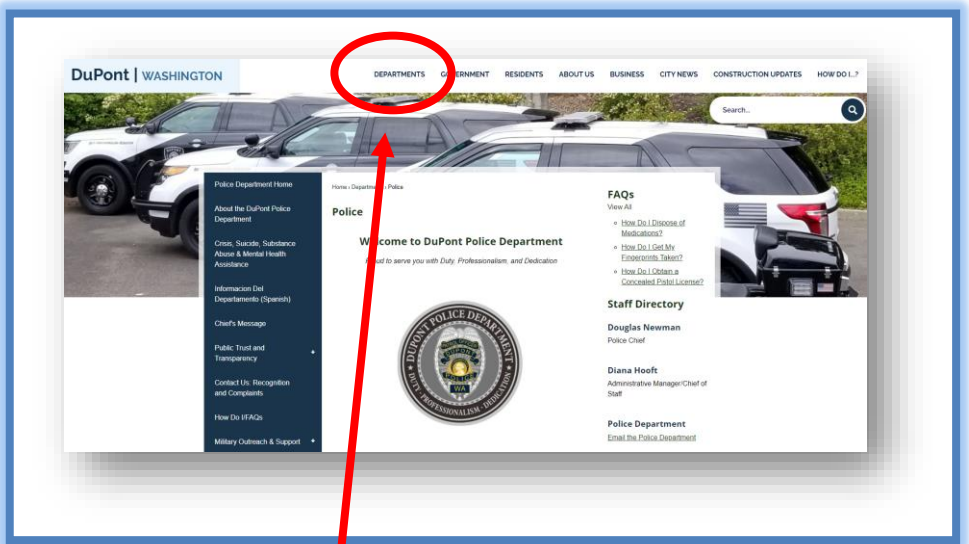 DuPont | WASHINGTON
DEPARTMENTS GOVERNMENT RESIDENTS ABOUT US BUSINESS CITY NEWS CONSTRUCTION UPDATES HOW DO I...?
Search...
Police Department Home
About the DuPont Police
Department
Crisis, Suicide, Substance
Abuse & Mental Health
Assistance
Informacion Del
Departamento (Spanish)
Chief's Message
Public Trust and
Transparency +
Contact Us: Recognition
and Complaints
How Do I/FAQs
Military Outreach & Support +
Home › Departments › Police
Police
Welcome to DuPont Police Department
Proud to serve you with Duty, Professionalism, and Dedication
DUPONT POLICE DEPARTMENT
DUPONT
POLICE
WA
DUTY · PROFESSIONALISM · DEDICATION
FAQs
View All
How Do I Dispose of
Medications?
How Do I Get My
Fingerprints Taken?
How Do I Obtain a
Concealed Pistol License?
Staff Directory
Douglas Newman
Police Chief
Diana Hooft
Administrative Manager/Chief of
Staff
Police Department
Email the Police Department